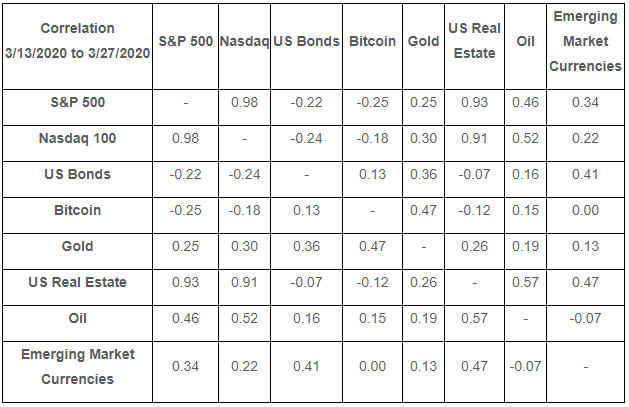 Correlation
3/13/2020 to 3/27/2020 S&P 500 Nasdaq US Bonds Bitcoin Gold US Real Estate Oil Emerging Market Currencies
S&P 500 - 0.98 -0.22 -0.25 0.25 0.93 0.46 0.34
Nasdaq 100 0.98 - -0.24 -0.18 0.30 0.91 0.52 0.22
US Bonds -0.22 -0.24 - 0.13 0.36 -0.07 0.16 0.41
Bitcoin -0.25 -0.18 0.13 - 0.47 -0.12 0.15 0.00
Gold 0.25 0.30 0.36 0.47 - 0.26 0.19 0.13
US Real Estate 0.93 0.91 -0.07 -0.12 0.26 - 0.57 0.47
Oil 0.46 0.52 0.16 0.15 0.19 0.57 - -0.07
Emerging Market
Currencies 0.34 0.22 0.41 0.00 0.13 0.47 -0.07 -